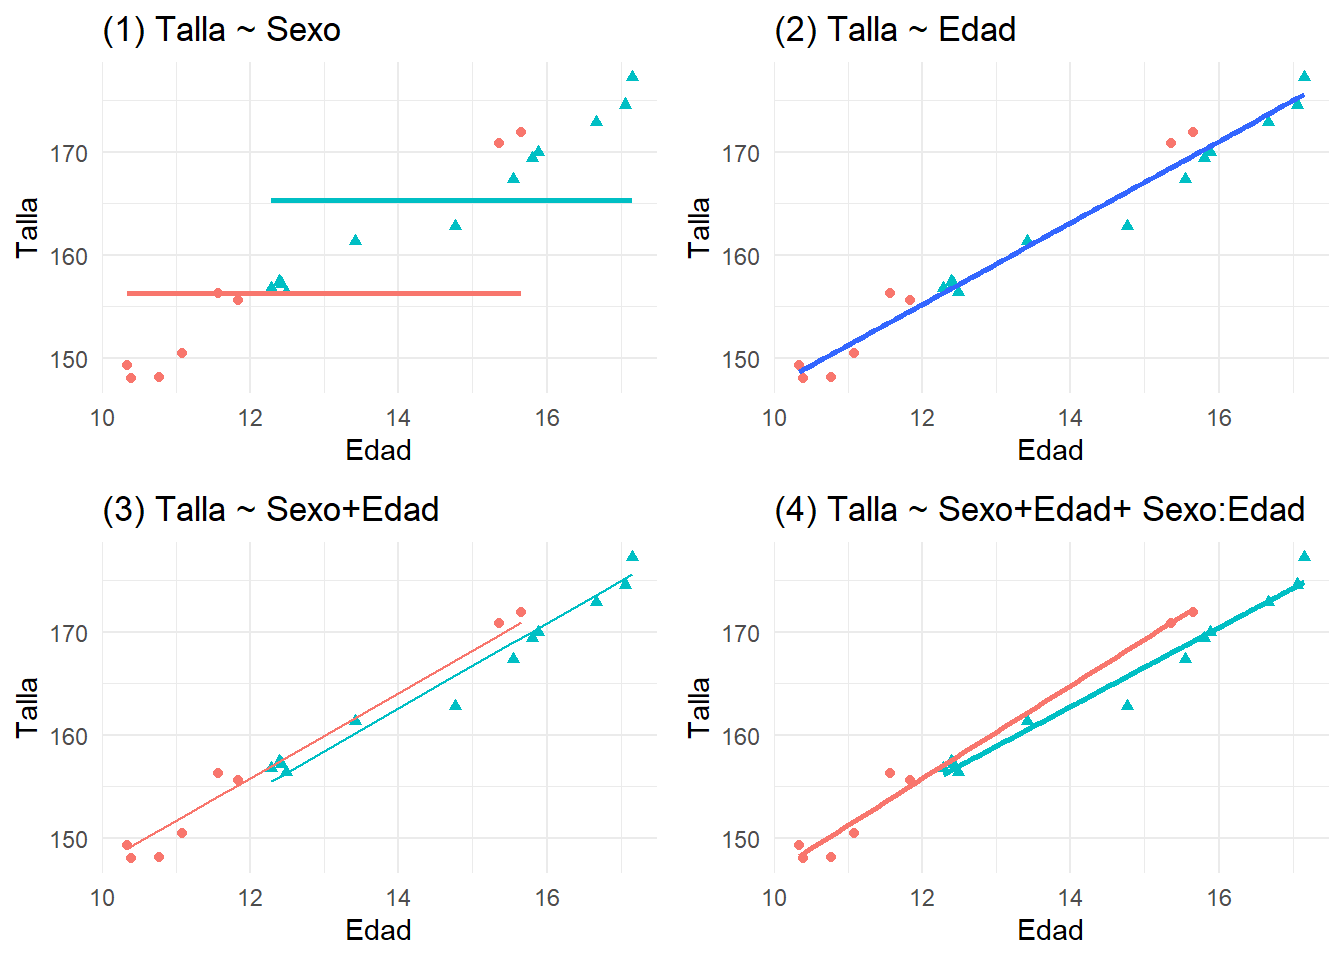 (1) Talla ~ Sexo
170
160
150
Talla
10 12 14 16
Edad
(2) Talla ~ Edad
170
160
150
Talla
10 12 14 16
Edad
(3) Talla ~ Sexo+Edad
170
160
150
Talla
10 12 14 16
Edad
(4) Talla ~ Sexo+Edad+ Sexo:Edad
170
160
150
Talla
10 12 14 16
Edad